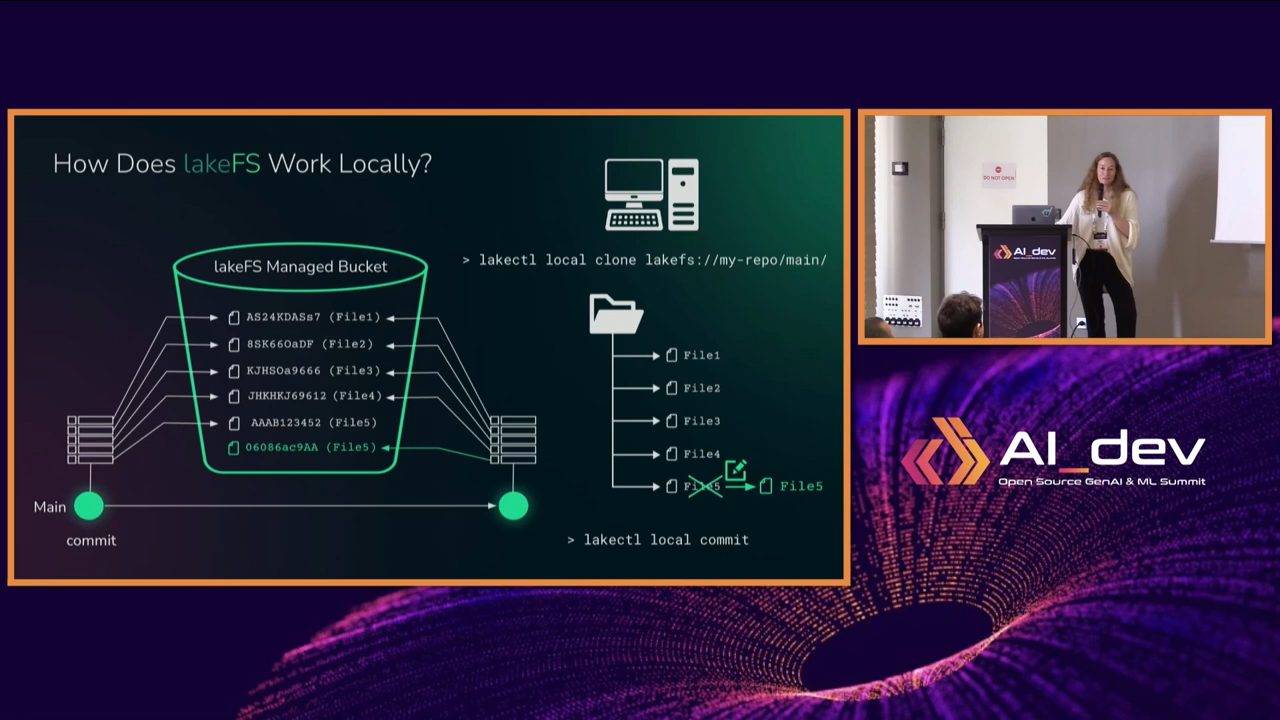 How Does lakeFS Work Locally?
lakeFS Managed Bucket
AS24KDASs7 (File1)
8SK66OaDF (File2)
KJHSOa9666 (File3)
JHKHKJ69612 (File4)
AAAB123452 (File5)
06086ac9AA (File5)
Main
commit
> lakectl local clone lakefs://my-repo/main/
File1
File2
File3
File4
File5
File5
> lakectl local commit
DO NOT OPEN
AI_dev
AI_dev
Open Source GenAI & ML Summit